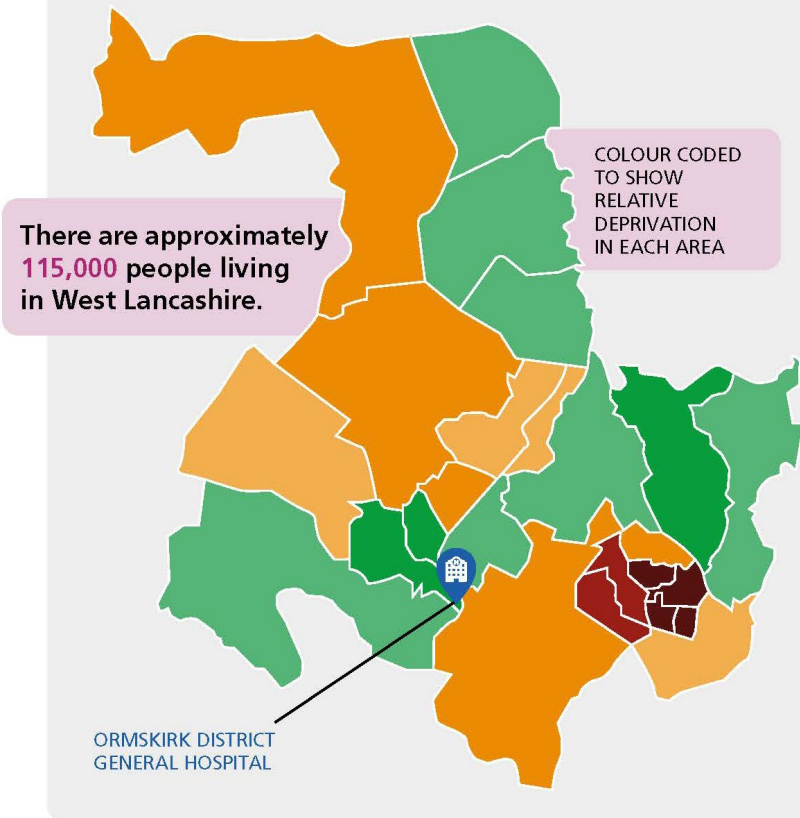 COLOUR CODED
TO SHOW
RELATIVE
DEPRIVATION
IN EACH AREA
There are approximately
115,000 people living
in West Lancashire.
ORMSKIRK DISTRICT
GENERAL HOSPITAL